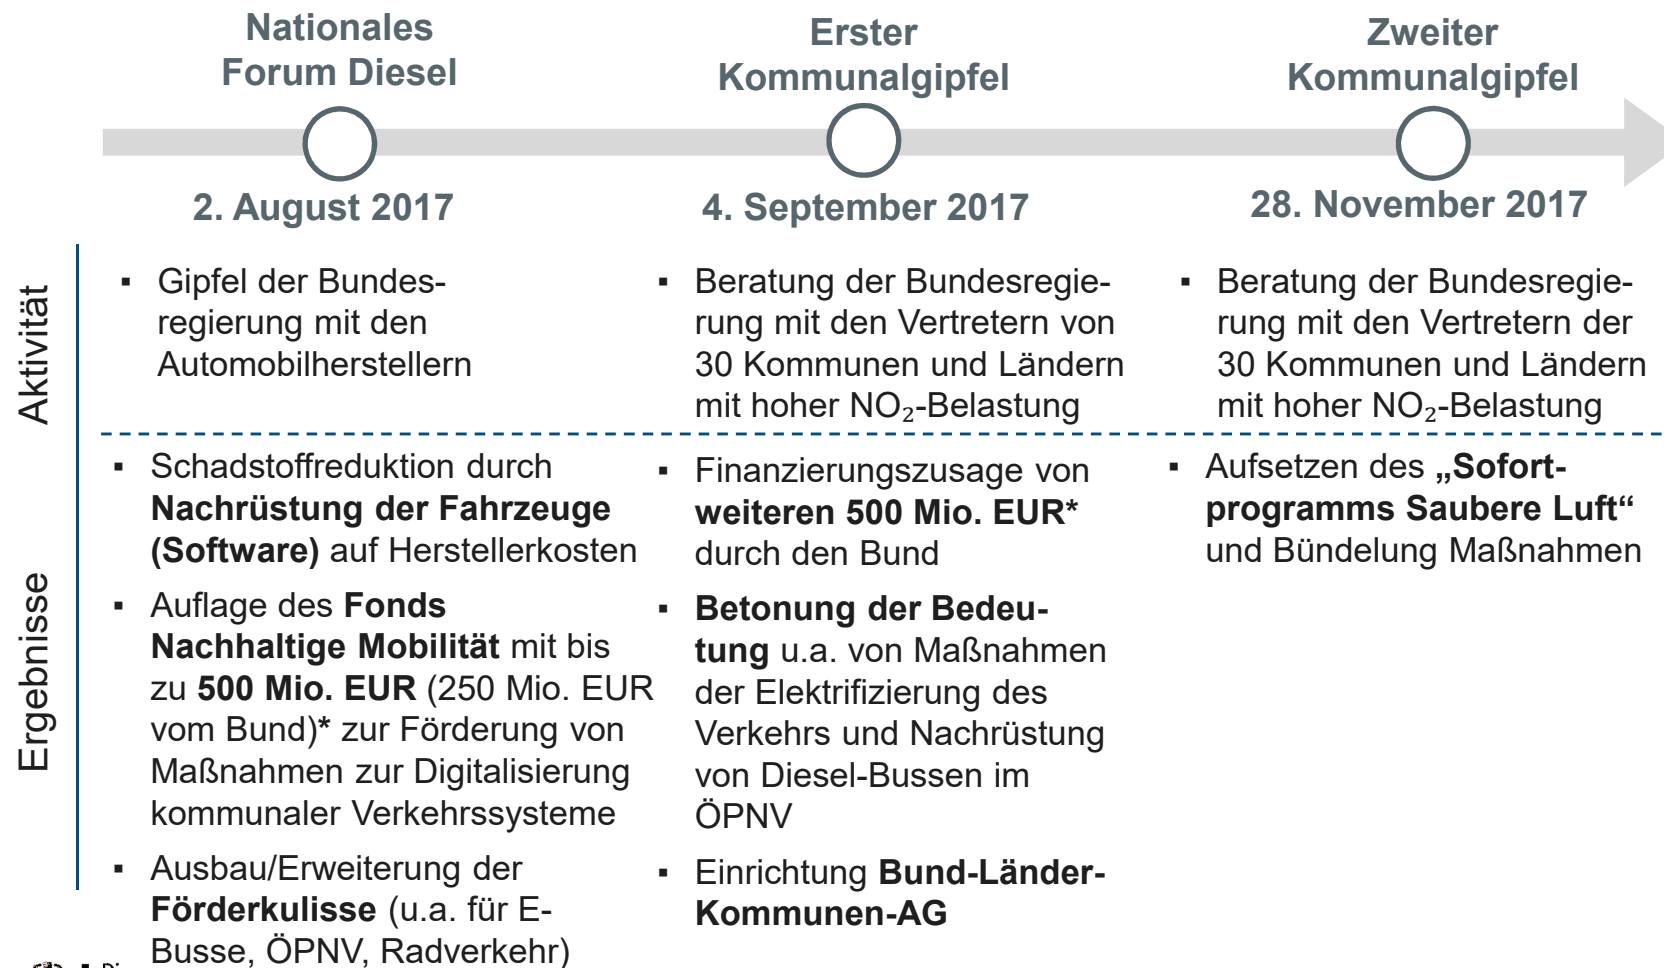 Nationales
Forum Diesel
Erster
Kommunalgipfel
Zweiter
Kommunalgipfel
2. August 2017
4. September 2017
28. November 2017
Aktivität
▪ Gipfel der Bundes-
regierung mit den
Automobilherstellern
▪ Beratung der Bundesregie-
rung mit den Vertretern von
30 Kommunen und Ländern
mit hoher NO₂-Belastung
▪ Beratung der Bundesregie-
rung mit den Vertretern der
30 Kommunen und Ländern
mit hoher NO₂-Belastung
Ergebnisse
▪ Schadstoffreduktion durch
Nachrüstung der Fahrzeuge
(Software) auf Herstellerkosten
▪ Auflage des Fonds
Nachhaltige Mobilität mit bis
zu 500 Mio. EUR (250 Mio. EUR
vom Bund)* zur Förderung von
Maßnahmen zur Digitalisierung
kommunaler Verkehrssysteme
▪ Ausbau/Erweiterung der
Förderkulisse (u.a. für E-
Busse, ÖPNV, Radverkehr)
▪ Finanzierungszusage von
weiteren 500 Mio. EUR*
durch den Bund
▪ Betonung der Bedeu-
tung u.a. von Maßnahmen
der Elektrifizierung des
Verkehrs und Nachrüstung
von Diesel-Bussen im
ÖPNV
▪ Einrichtung Bund-Länder-
Kommunen-AG
▪ Aufsetzen des „Sofort-
programms Saubere Luft“
und Bündelung Maßnahmen